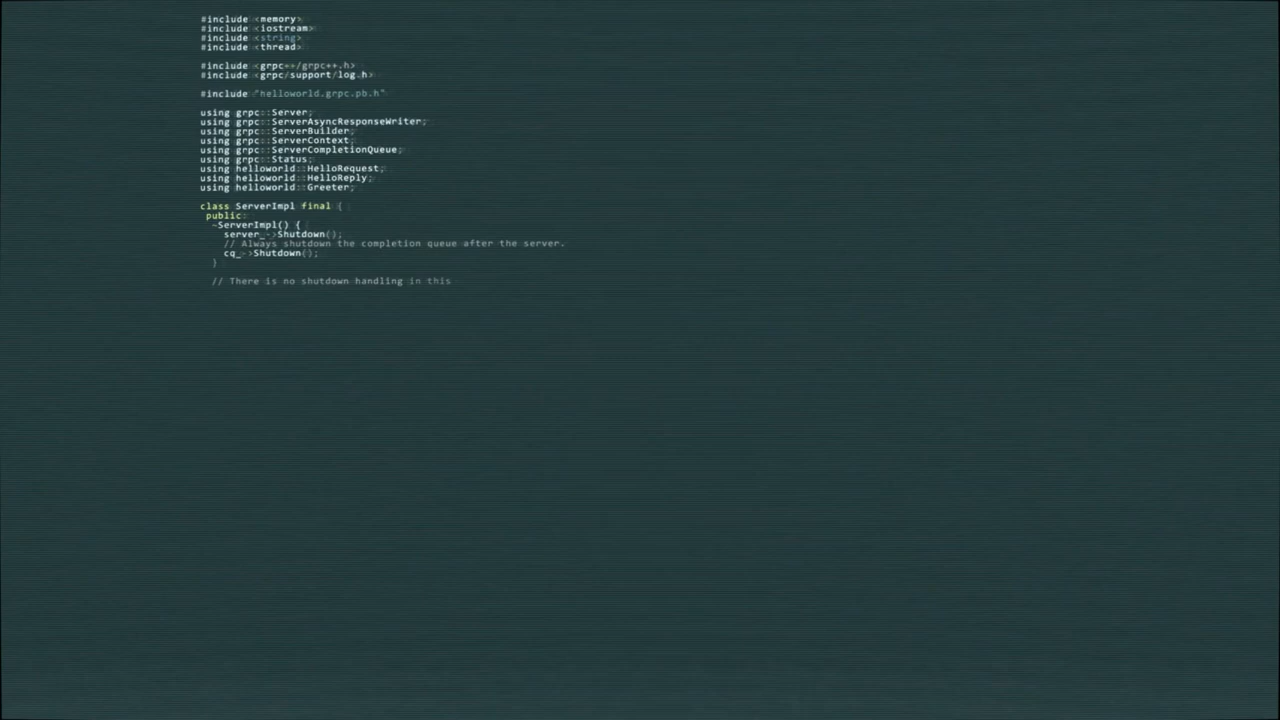 #include <memory>
#include <iostream>
#include <string>
#include <thread>
#include <grpc++/grpc++.h>
#include <grpc/support/log.h>
#include "helloworld.grpc.pb.h"
using grpc::Server;
using grpc::ServerAsyncResponseWriter;
using grpc::ServerBuilder;
using grpc::ServerContext;
using grpc::ServerCompletionQueue;
using grpc::Status;
using helloworld::HelloRequest;
using helloworld::HelloReply;
using helloworld::Greeter;
class ServerImpl final {
public:
~ServerImpl() {
server_->Shutdown();
// Always shutdown the completion queue after the server.
cq_->Shutdown();
}
// There is no shutdown handling in this